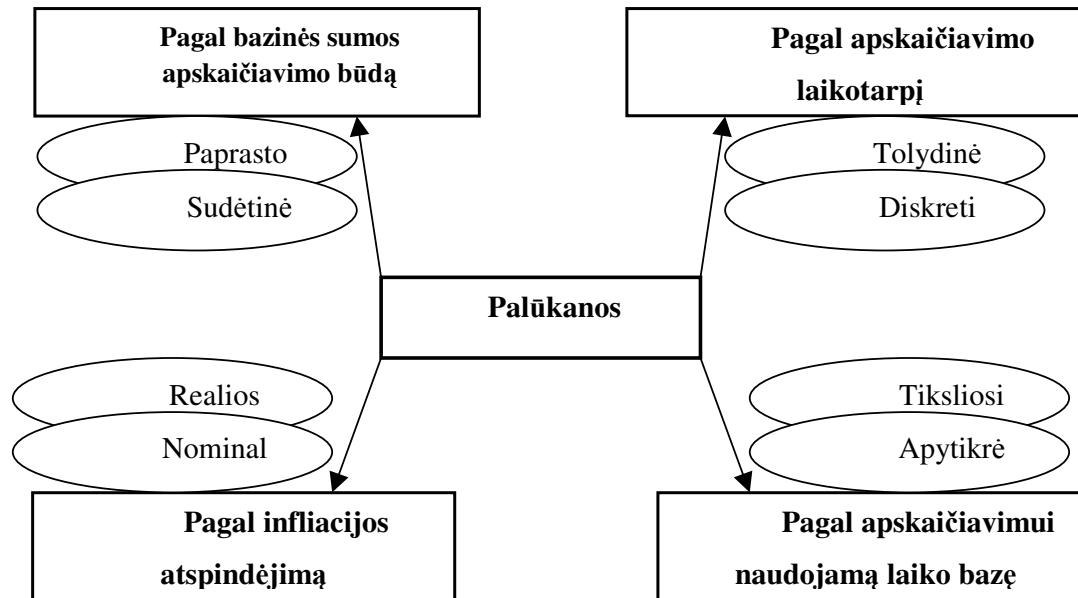 Pagal bazinės sumos
apskaičiavimo būdą
Paprasto
Sudėtinė
Pagal apskaičiavimo
laikotarpį
Tolydinė
Diskreti
Palūkanos
Realios
Nominal
Pagal infliacijos
atspindėjimą
Tiksliosi
Apytikrė
Pagal apskaičiavimui
naudojamą laiko bazę